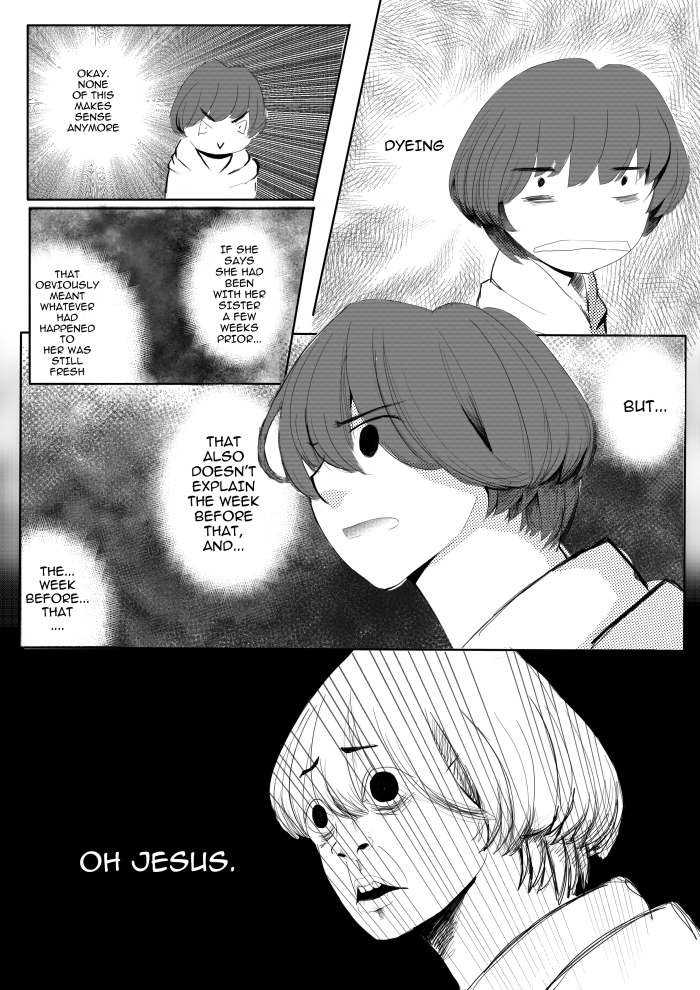 OKAY.
NONE
OF THIS
MAKES
SENSE
ANYMORE
DYEING
IF SHE
SAYS
SHE HAD
BEEN
WITH HER
SISTER
A FEW
WEEKS
PRIOR...
THAT
OBVIOUSLY
MEANT
WHATEVER
HAD
HAPPENED
TO
HER WAS
STILL
FRESH
BUT...
THAT
ALSO
DOESN'T
EXPLAIN
THE WEEK
BEFORE
THAT,
AND...
THE...
WEEK
BEFORE...
THAT
....
OH JESUS.